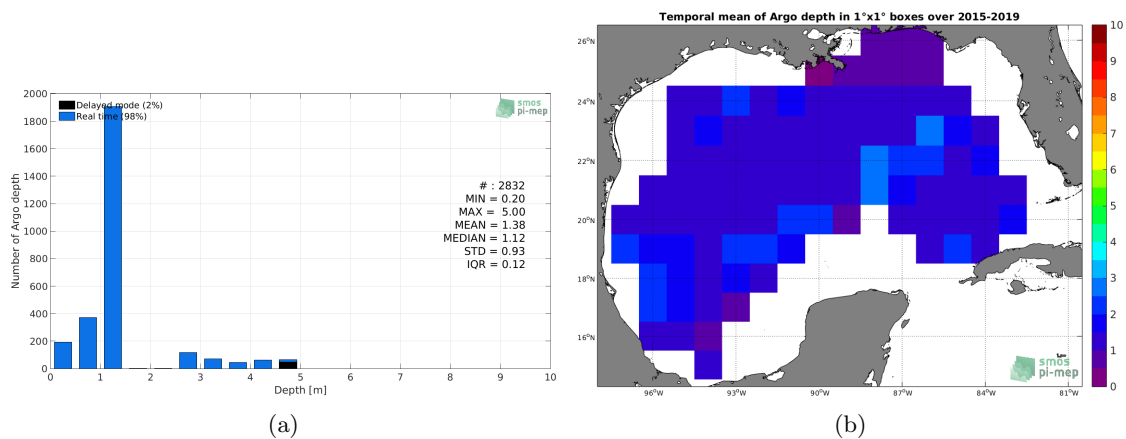 Temporal mean of Argo depth in 1°x1° boxes over 2015-2019
Delayed mode (2%)
Real time (98%)
smos
pi-mep
# : 2832
MIN = 0.20
MAX = 5.00
MEAN = 1.38
MEDIAN = 1.12
STD = 0.93
IQR = 0.12
Number of Argo depth
2000
1800
1600
1400
1200
1000
800
600
400
200
0
0 1 2 3 4 5 6 7 8 9 10
Depth [m]
(a)
26°N
24°N
22°N
20°N
18°N
16°N
96°W 93°W 90°W 87°W 84°W 81°W
smos
pi-mep
10
9
8
7
6
5
4
3
2
1
0
(b)